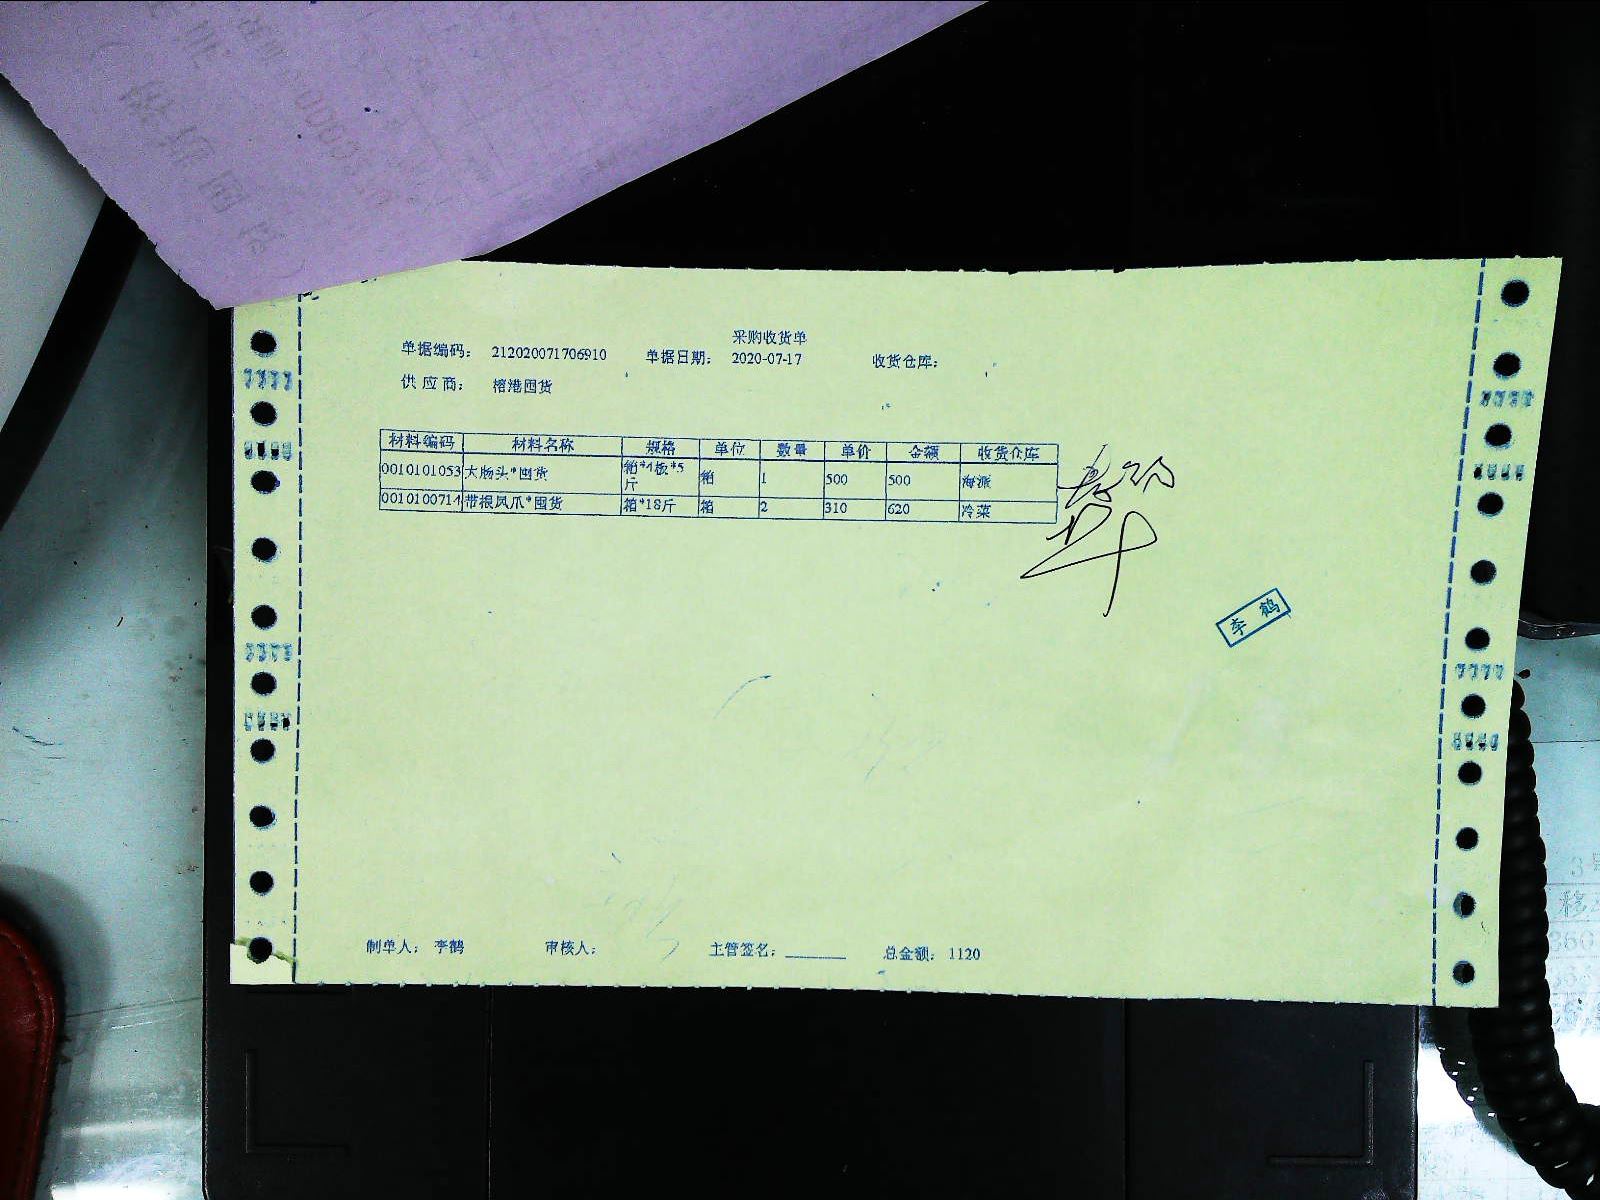 采购收货单
单据编码: 212020071706910 单据日期: 2020-07-17 收货仓库:
供应商: 榕港囤货
材料编码 材料名称 规格 单位 数量 单价 金额 收货仓库
0010101053 大肠头*囤货 箱*4板*5斤 箱 1 500 500 海派
0010100714 带根凤爪*囤货 箱*18斤 箱 2 310 620 冷菜
李鹤
制单人: 李鹤 审核人: 主管签名: 总金额: 1120